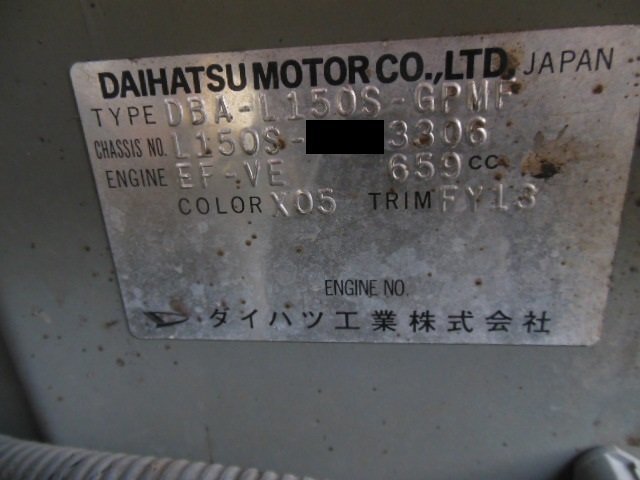 DAIHATSU MOTOR CO.,LTD. JAPAN
TYPE DBA-L150S-GPMF
CHASSIS NO. L150S- 3306
ENGINE EF-VE 659 CC
COLOR X05 TRIM FY13
ENGINE NO.
ダイハツ工業株式会社